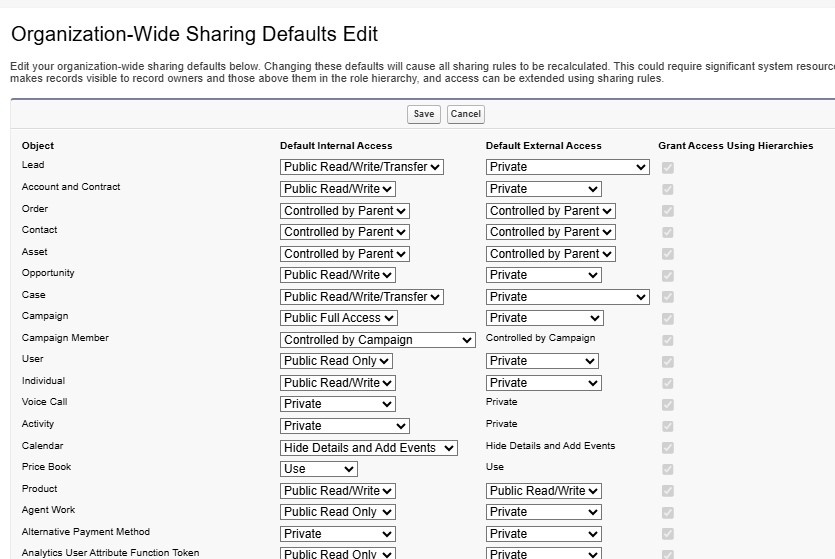 Organization-Wide Sharing Defaults Edit
Edit your organization-wide sharing defaults below. Changing these defaults will cause all sharing rules to be recalculated. This could require significant system resourc
makes records visible to record owners and those above them in the role hierarchy, and access can be extended using sharing rules.
Save Cancel
Object Default Internal Access Default External Access Grant Access Using Hierarchies
Lead Public Read/Write/Transfer Private
Account and Contract Public Read/Write Private
Order Controlled by Parent Controlled by Parent
Contact Controlled by Parent Controlled by Parent
Asset Controlled by Parent Controlled by Parent
Opportunity Public Read/Write Private
Case Public Read/Write/Transfer Private
Campaign Public Full Access Private
Campaign Member Controlled by Campaign Controlled by Campaign
User Public Read Only Private
Individual Public Read/Write Private
Voice Call Private Private
Activity Private Private
Calendar Hide Details and Add Events Hide Details and Add Events
Price Book Use Use
Product Public Read/Write Public Read/Write
Agent Work Public Read Only Private
Alternative Payment Method Private Private
Analytics User Attribute Function Token Public Read Only Private